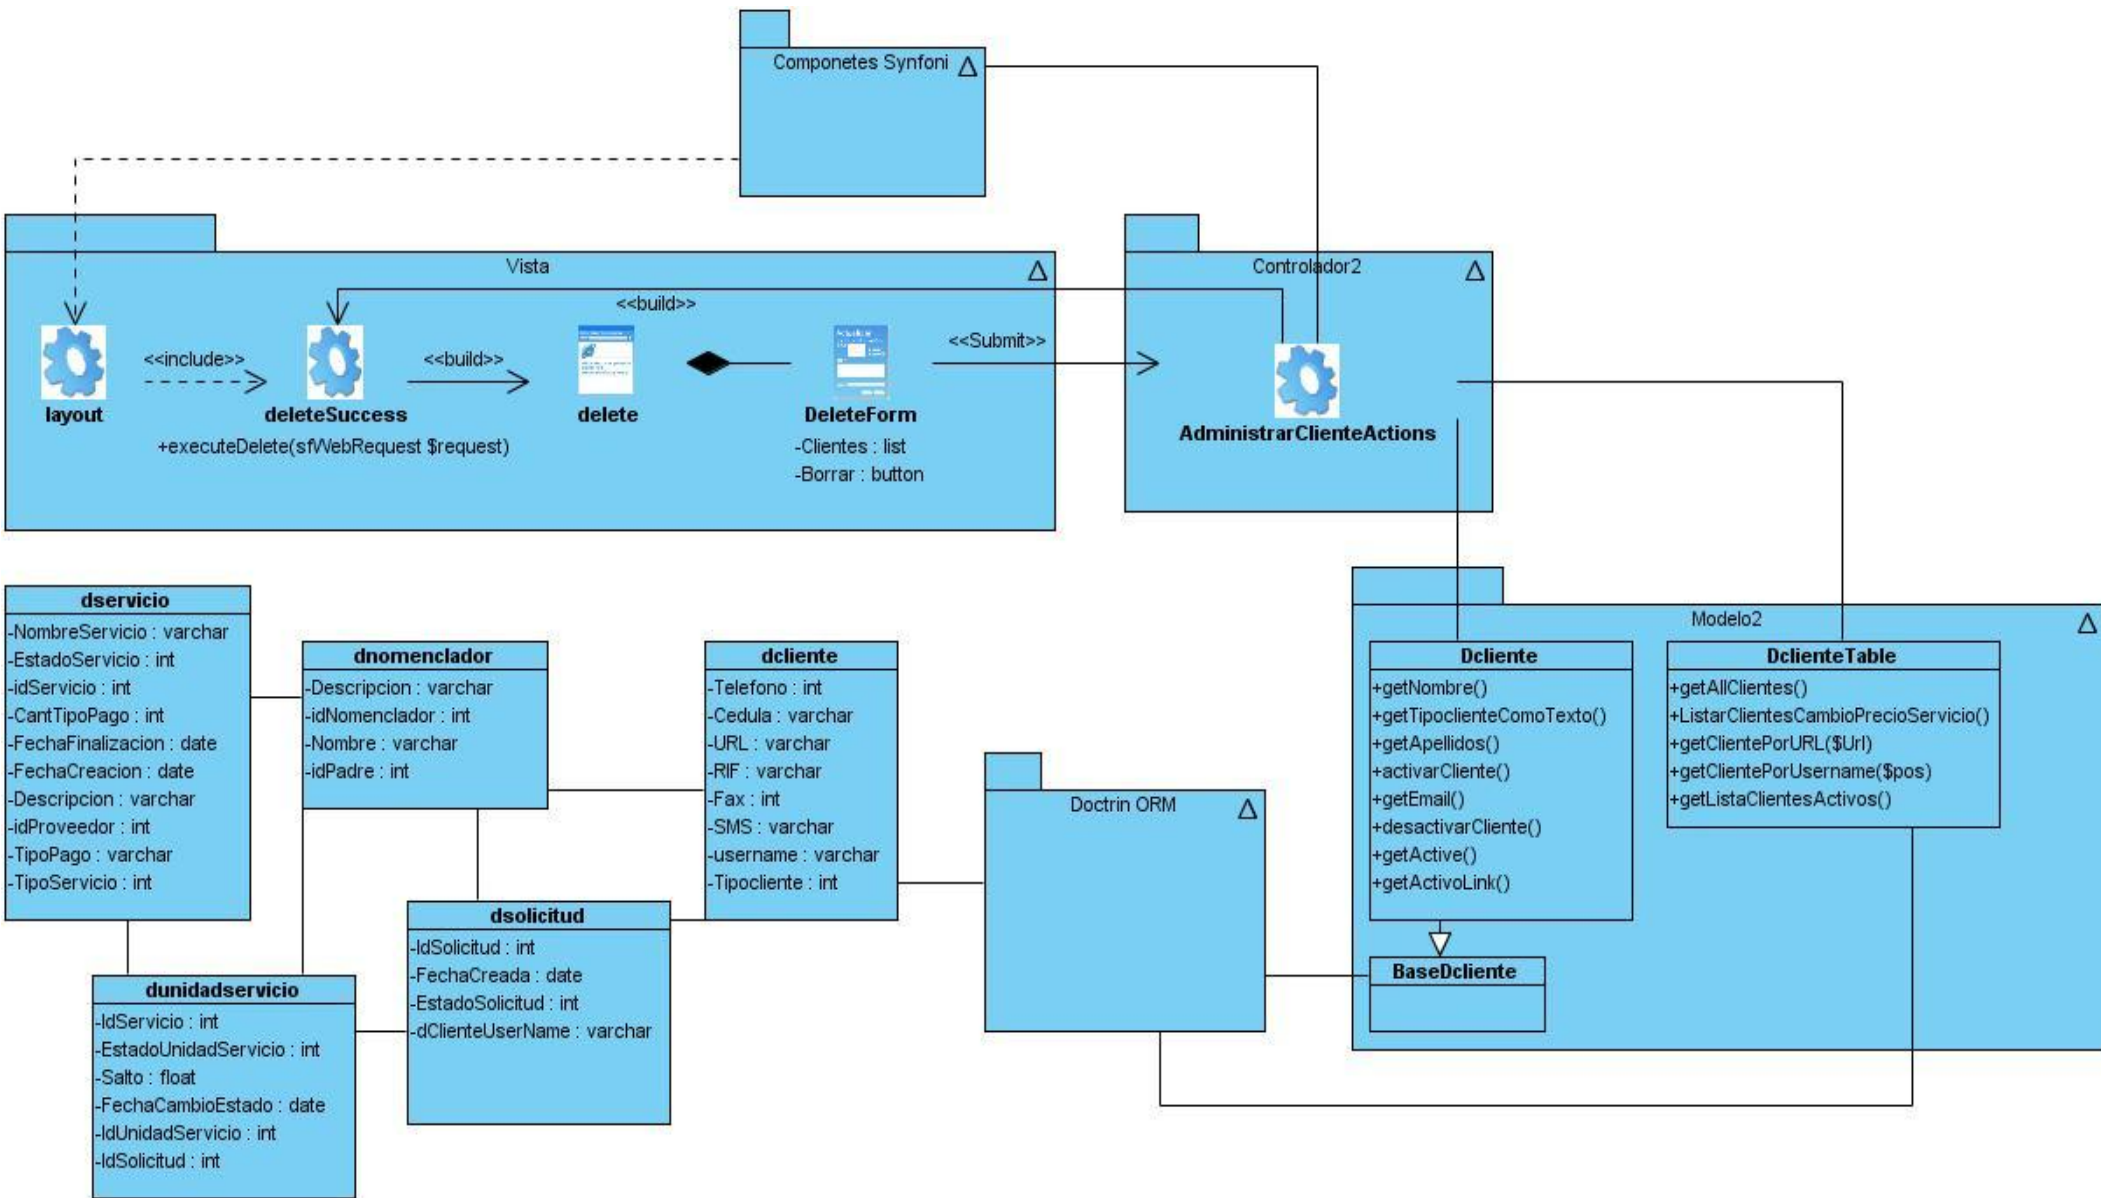 Componetes Synfoni
Vista
<<build>>
<<include>>
<<build>>
<<Submit>>
layout
deleteSuccess
+executeDelete(sfWebRequest $request)
delete
DeleteForm
-Clientes : list
-Borrar : button
Controlador2
AdministrarClienteActions
dservicio
-NombreServicio : varchar
-EstadoServicio : int
-idServicio : int
-CantTipoPago : int
-FechaFinalizacion : date
-FechaCreacion : date
-Descripcion : varchar
-idProveedor : int
-TipoPago : varchar
-TipoServicio : int
dnomenclador
-Descripcion : varchar
-idNomenclador : int
-Nombre : varchar
-idPadre : int
dcliente
-Telefono : int
-Cedula : varchar
-URL : varchar
-RIF : varchar
-Fax : int
-SMS : varchar
-username : varchar
-Tipocliente : int
dsolicitud
-IdSolicitud : int
-FechaCreada : date
-EstadoSolicitud : int
-dClienteUserName : varchar
dunidadservicio
-IdServicio : int
-EstadoUnidadServicio : int
-Salto : float
-FechaCambioEstado : date
-IdUnidadServicio : int
-IdSolicitud : int
Doctrin ORM
Modelo2
Dcliente
+getNombre()
+getTipoclienteComoTexto()
+getApellidos()
+activarCliente()
+getEmail()
+desactivarCliente()
+getActive()
+getActivoLink()
DclienteTable
+getAllClientes()
+ListarClientesCambioPrecioServicio()
+getClientePorURL($Url)
+getClientePorUsername($pos)
+getListaClientesActivos()
BaseDcliente